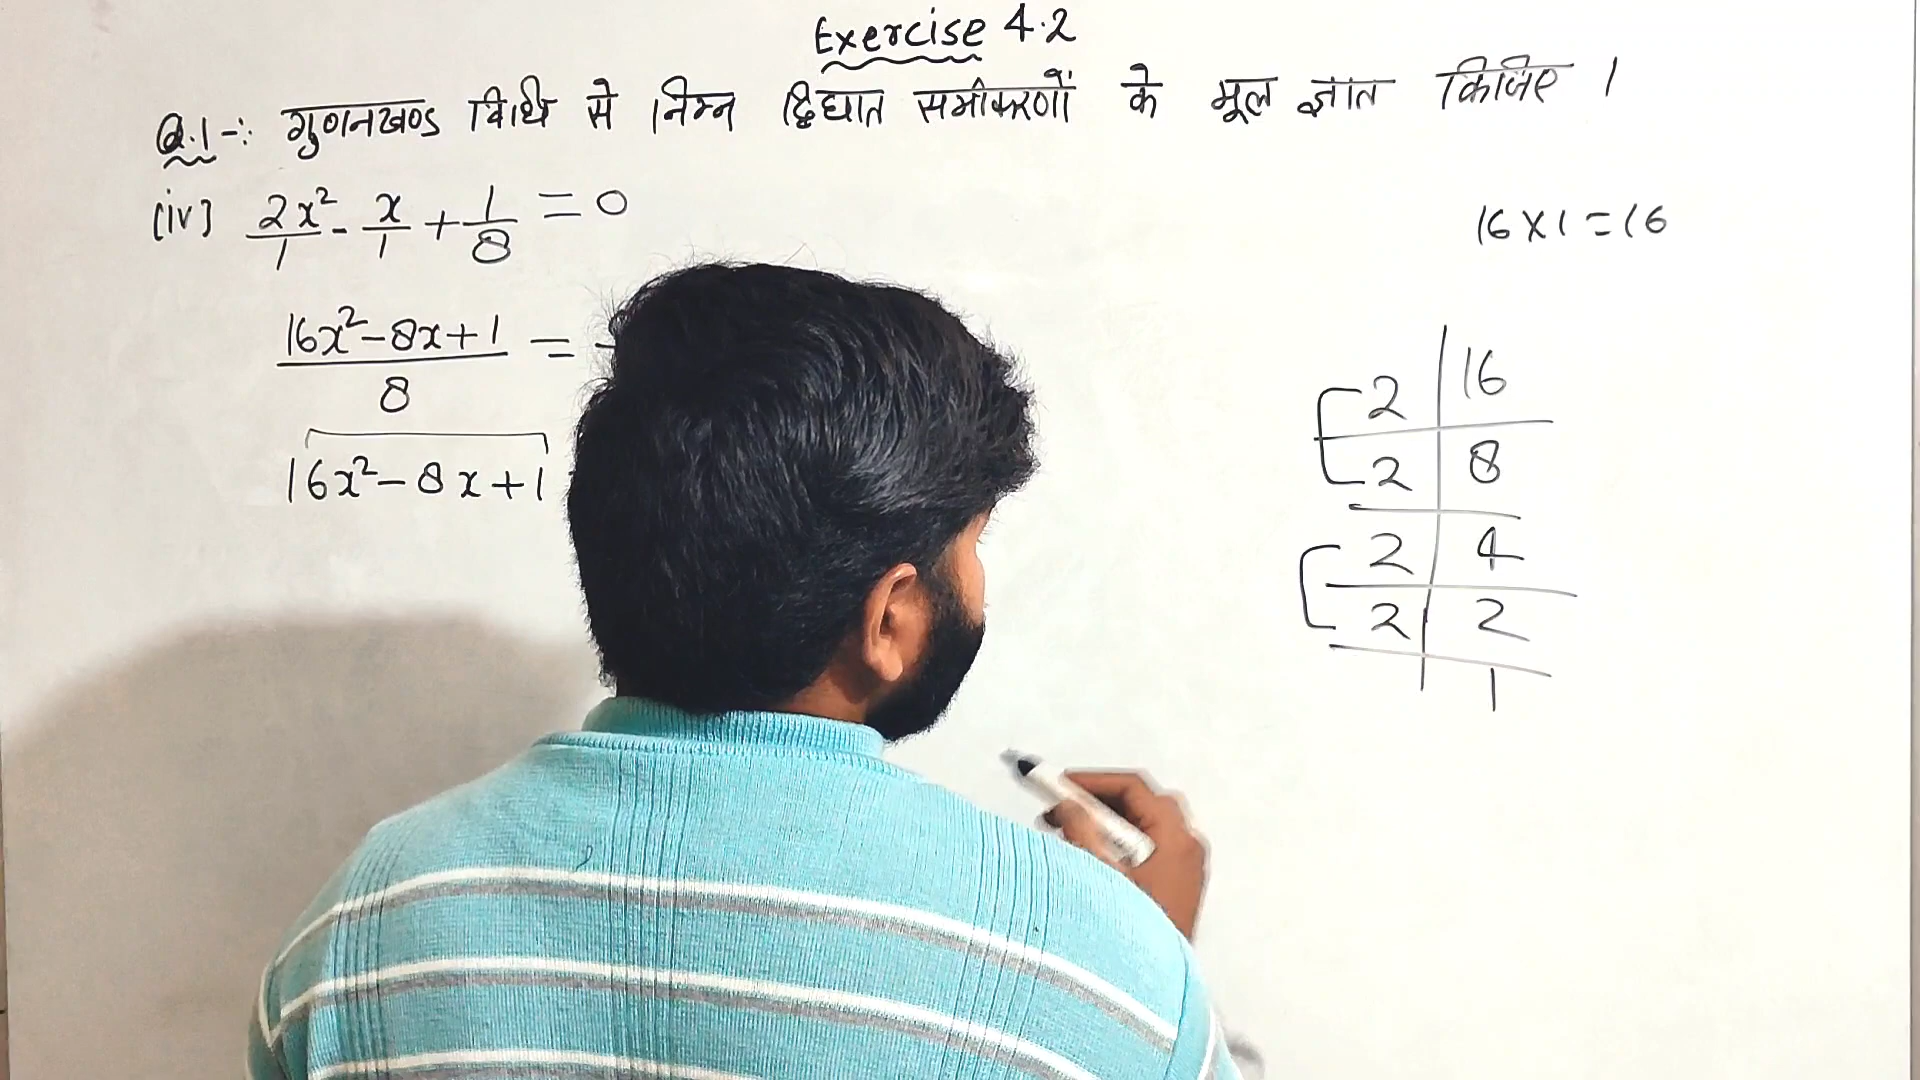 Exercise 4.2
Q.1-: गुणनखण्ड विधि से निम्न द्विघात समीकरणों के मूल ज्ञात किजिए ।
(iv) 2x²/1 - x/1 + 1/8 = 0
16x² - 8x + 1 / 8 =
16x² - 8x + 1
16 × 1 = 16
2 | 16
2 | 8
2 | 4
2 | 2
1